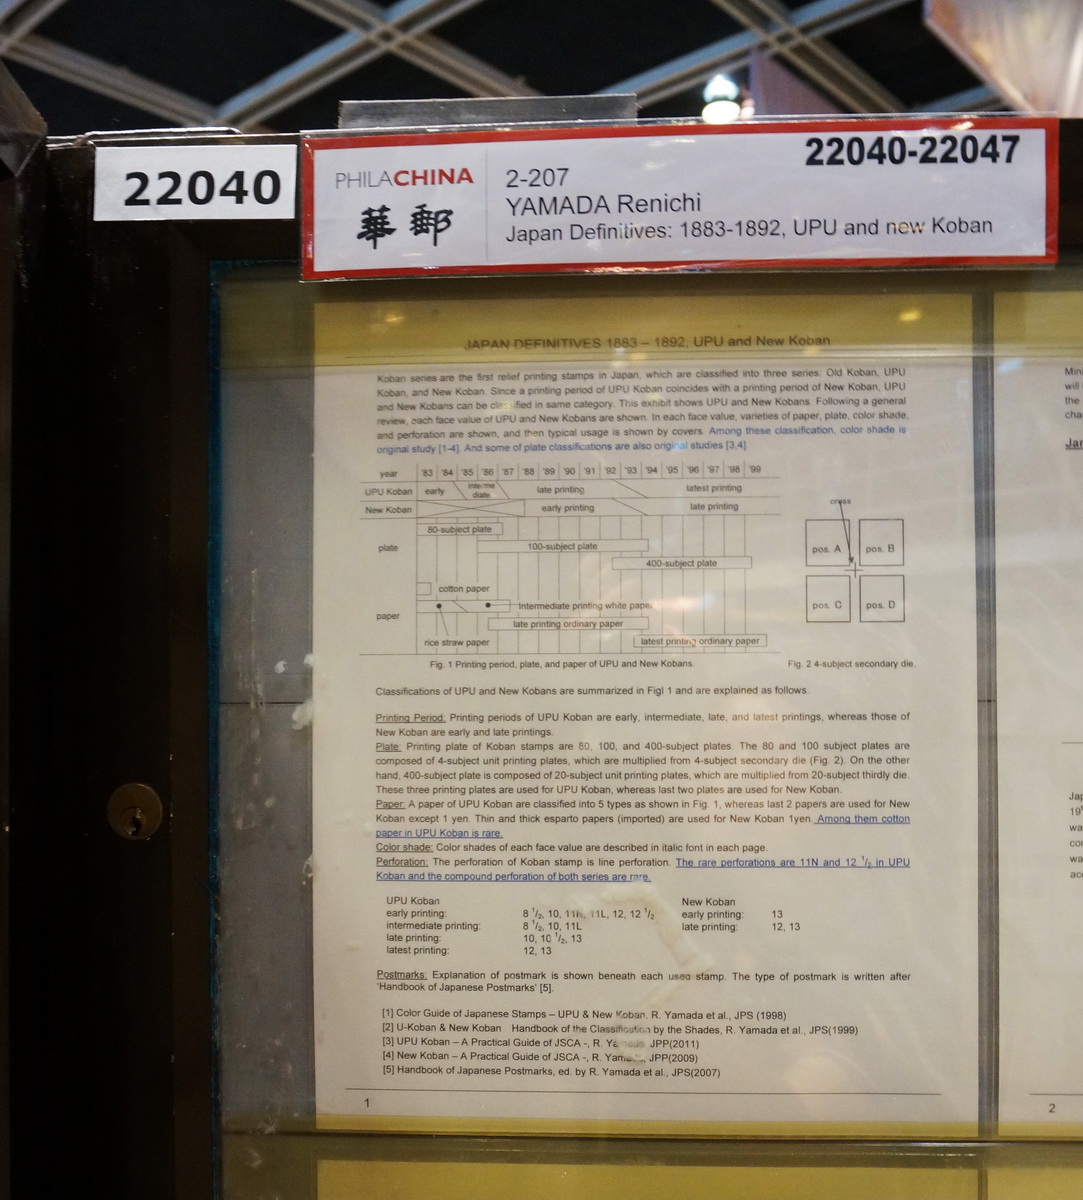 22040
PHILACHINA
華郵
22040-22047
2-207
YAMADA Renichi
Japan Definitives: 1883-1892, UPU and new Koban
JAPAN DEFINITIVES 1883 – 1892, UPU and New Koban
Koban series are the first relief printing stamps in Japan, which are classified into three series: Old Koban, UPU
Koban, and New Koban. Since a printing period of UPU Koban coincides with a printing period of New Koban, UPU
and New Kobans can be classified in same category. This exhibit shows UPU and New Kobans. Following a general
review, each face value of UPU and New Kobans are shown. In each face value, varieties of paper, plate, color shade,
and perforation are shown, and then typical usage is shown by covers. Among these classification, color shade is
original study [1-4]. And some of plate classifications are also original studies [3,4].
year '83 '84 '85 '86 '87 '88 '89 '90 '91 '92 '93 '94 '95 '96 '97 '98 '99
UPU Koban early interme diate late printing latest printing
New Koban early printing late printing
plate
80-subject plate
100-subject plate
400-subject plate
paper
cotton paper
Intermediate printing white paper
late printing ordinary paper
rice straw paper
latest printing ordinary paper
cross
pos. A pos. B
pos. C pos. D
Fig. 1 Printing period, plate, and paper of UPU and New Kobans.
Fig. 2 4-subject secondary die.
Classifications of UPU and New Kobans are summarized in Figl 1 and are explained as follows.
Printing Period: Printing periods of UPU Koban are early, intermediate, late, and latest printings, whereas those of
New Koban are early and late printings.
Plate: Printing plate of Koban stamps are 80, 100, and 400-subject plates. The 80 and 100 subject plates are
composed of 4-subject unit printing plates, which are multiplied from 4-subject secondary die (Fig. 2). On the other
hand, 400-subject plate is composed of 20-subject unit printing plates, which are multiplied from 20-subject thirdly die.
These three printing plates are used for UPU Koban, whereas last two plates are used for New Koban.
Paper: A paper of UPU Koban are classified into 5 types as shown in Fig. 1, whereas last 2 papers are used for New
Koban except 1 yen. Thin and thick esparto papers (imported) are used for New Koban 1yen. Among them cotton
paper in UPU Koban is rare.
Color shade: Color shades of each face value are described in italic font in each page.
Perforation: The perforation of Koban stamp is line perforation. The rare perforations are 11N and 12 1/2 in UPU
Koban and the compound perforation of both series are rare.
UPU Koban
early printing: 8 1/2, 10, 11N, 11L, 12, 12 1/2
intermediate printing: 8 1/2, 10, 11L
late printing: 10, 10 1/2, 13
latest printing: 12, 13
New Koban
early printing: 13
late printing: 12, 13
Postmarks: Explanation of postmark is shown beneath each used stamp. The type of postmark is written after
'Handbook of Japanese Postmarks' [5].
[1] Color Guide of Japanese Stamps – UPU & New Koban, R. Yamada et al., JPS (1998)
[2] U-Koban & New Koban Handbook of the Classification by the Shades, R. Yamada et al., JPS(1999)
[3] UPU Koban – A Practical Guide of JSCA -, R. Yamada JPP(2011)
[4] New Koban – A Practical Guide of JSCA -, R. Yamada, JPP(2009)
[5] Handbook of Japanese Postmarks, ed. by R. Yamada et al., JPS(2007)
1
will
the
2